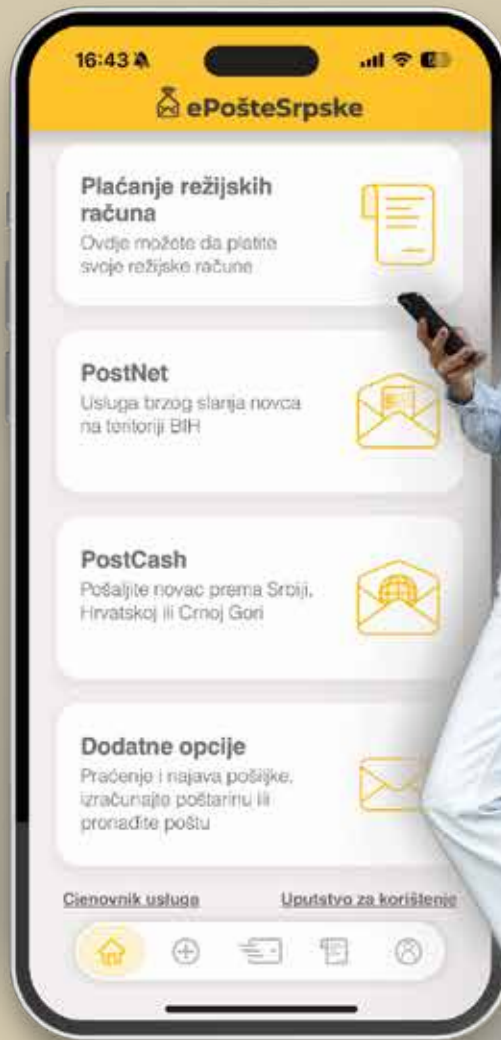 16:43
ePošteSrpske
Plaćanje režijskih
računa
Ovdje možete da platite
svoje režijske račune
PostNet
Usluga brzog slanja novca
na teritoriji BIH
PostCash
Pošaljite novac prema Srbiji,
Hrvatskoj ili Crnoj Gori
Dodatne opcije
Praćenje i najava pošiljke,
izračunajte poštarinu ili
pronađite poštu
Cjenovnik usluga Uputstvo za korištenje